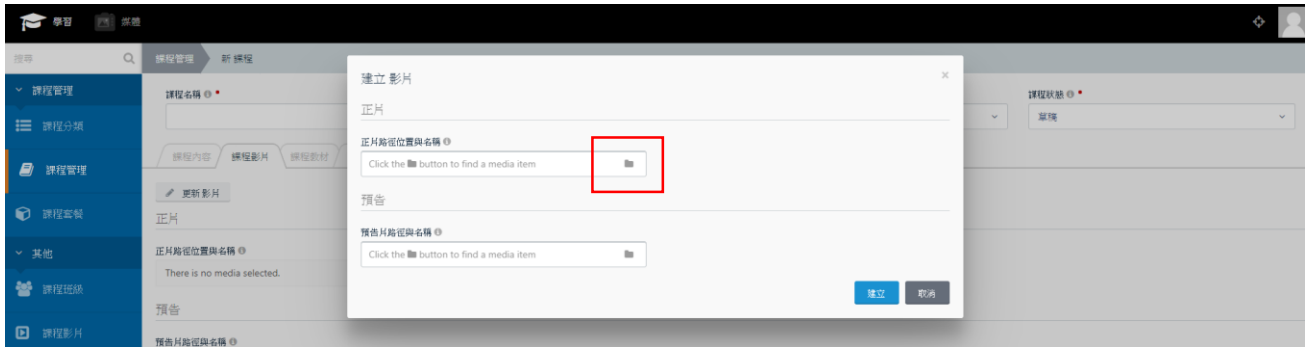 學習
媒體
搜尋
課程管理
新 課程
課程管理
課程分類
課程管理
課程套餐
其他
課程班級
課程影片
課程名稱
課程狀態
草稿
課程內容
課程影片
課程教材
更新 影片
正片
正片路徑位置與名稱
There is no media selected.
預告
預告片路徑與名稱
建立 影片
×
正片
正片路徑位置與名稱
Click the button to find a media item
預告
預告片路徑與名稱
Click the button to find a media item
建立
取消